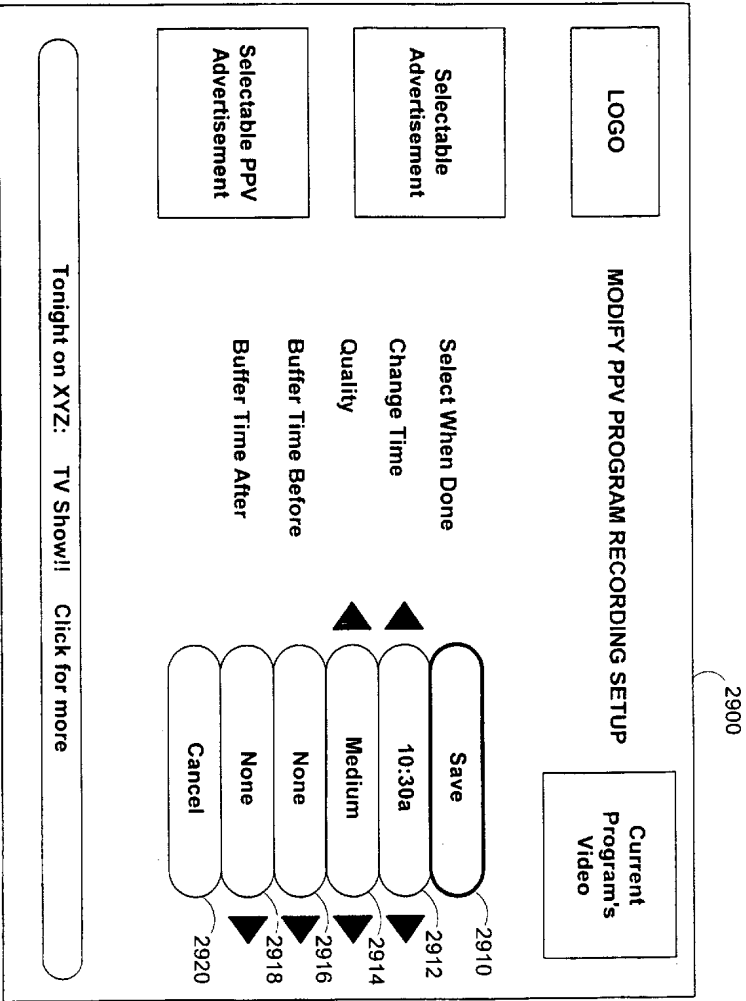 2900
LOGO
MODIFY PPV PROGRAM RECORDING SETUP
Current
Program's
Video
Selectable
Advertisement
Selectable PPV
Advertisement
Select When Done
Save
2910
Change Time
10:30a
2912
Quality
Medium
2914
Buffer Time Before
None
2916
Buffer Time After
None
2918
Cancel
2920
Tonight on XYZ: TV Show!! Click for more